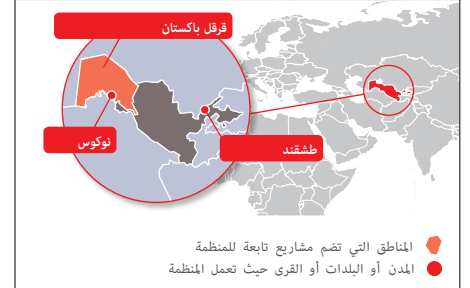 قرقل باكستان
نوكوس
طشقند
المناطق التي تضم مشاريع تابعة للمنظمة
المدن أو البلدات أو القرى حيث تعمل المنظمة